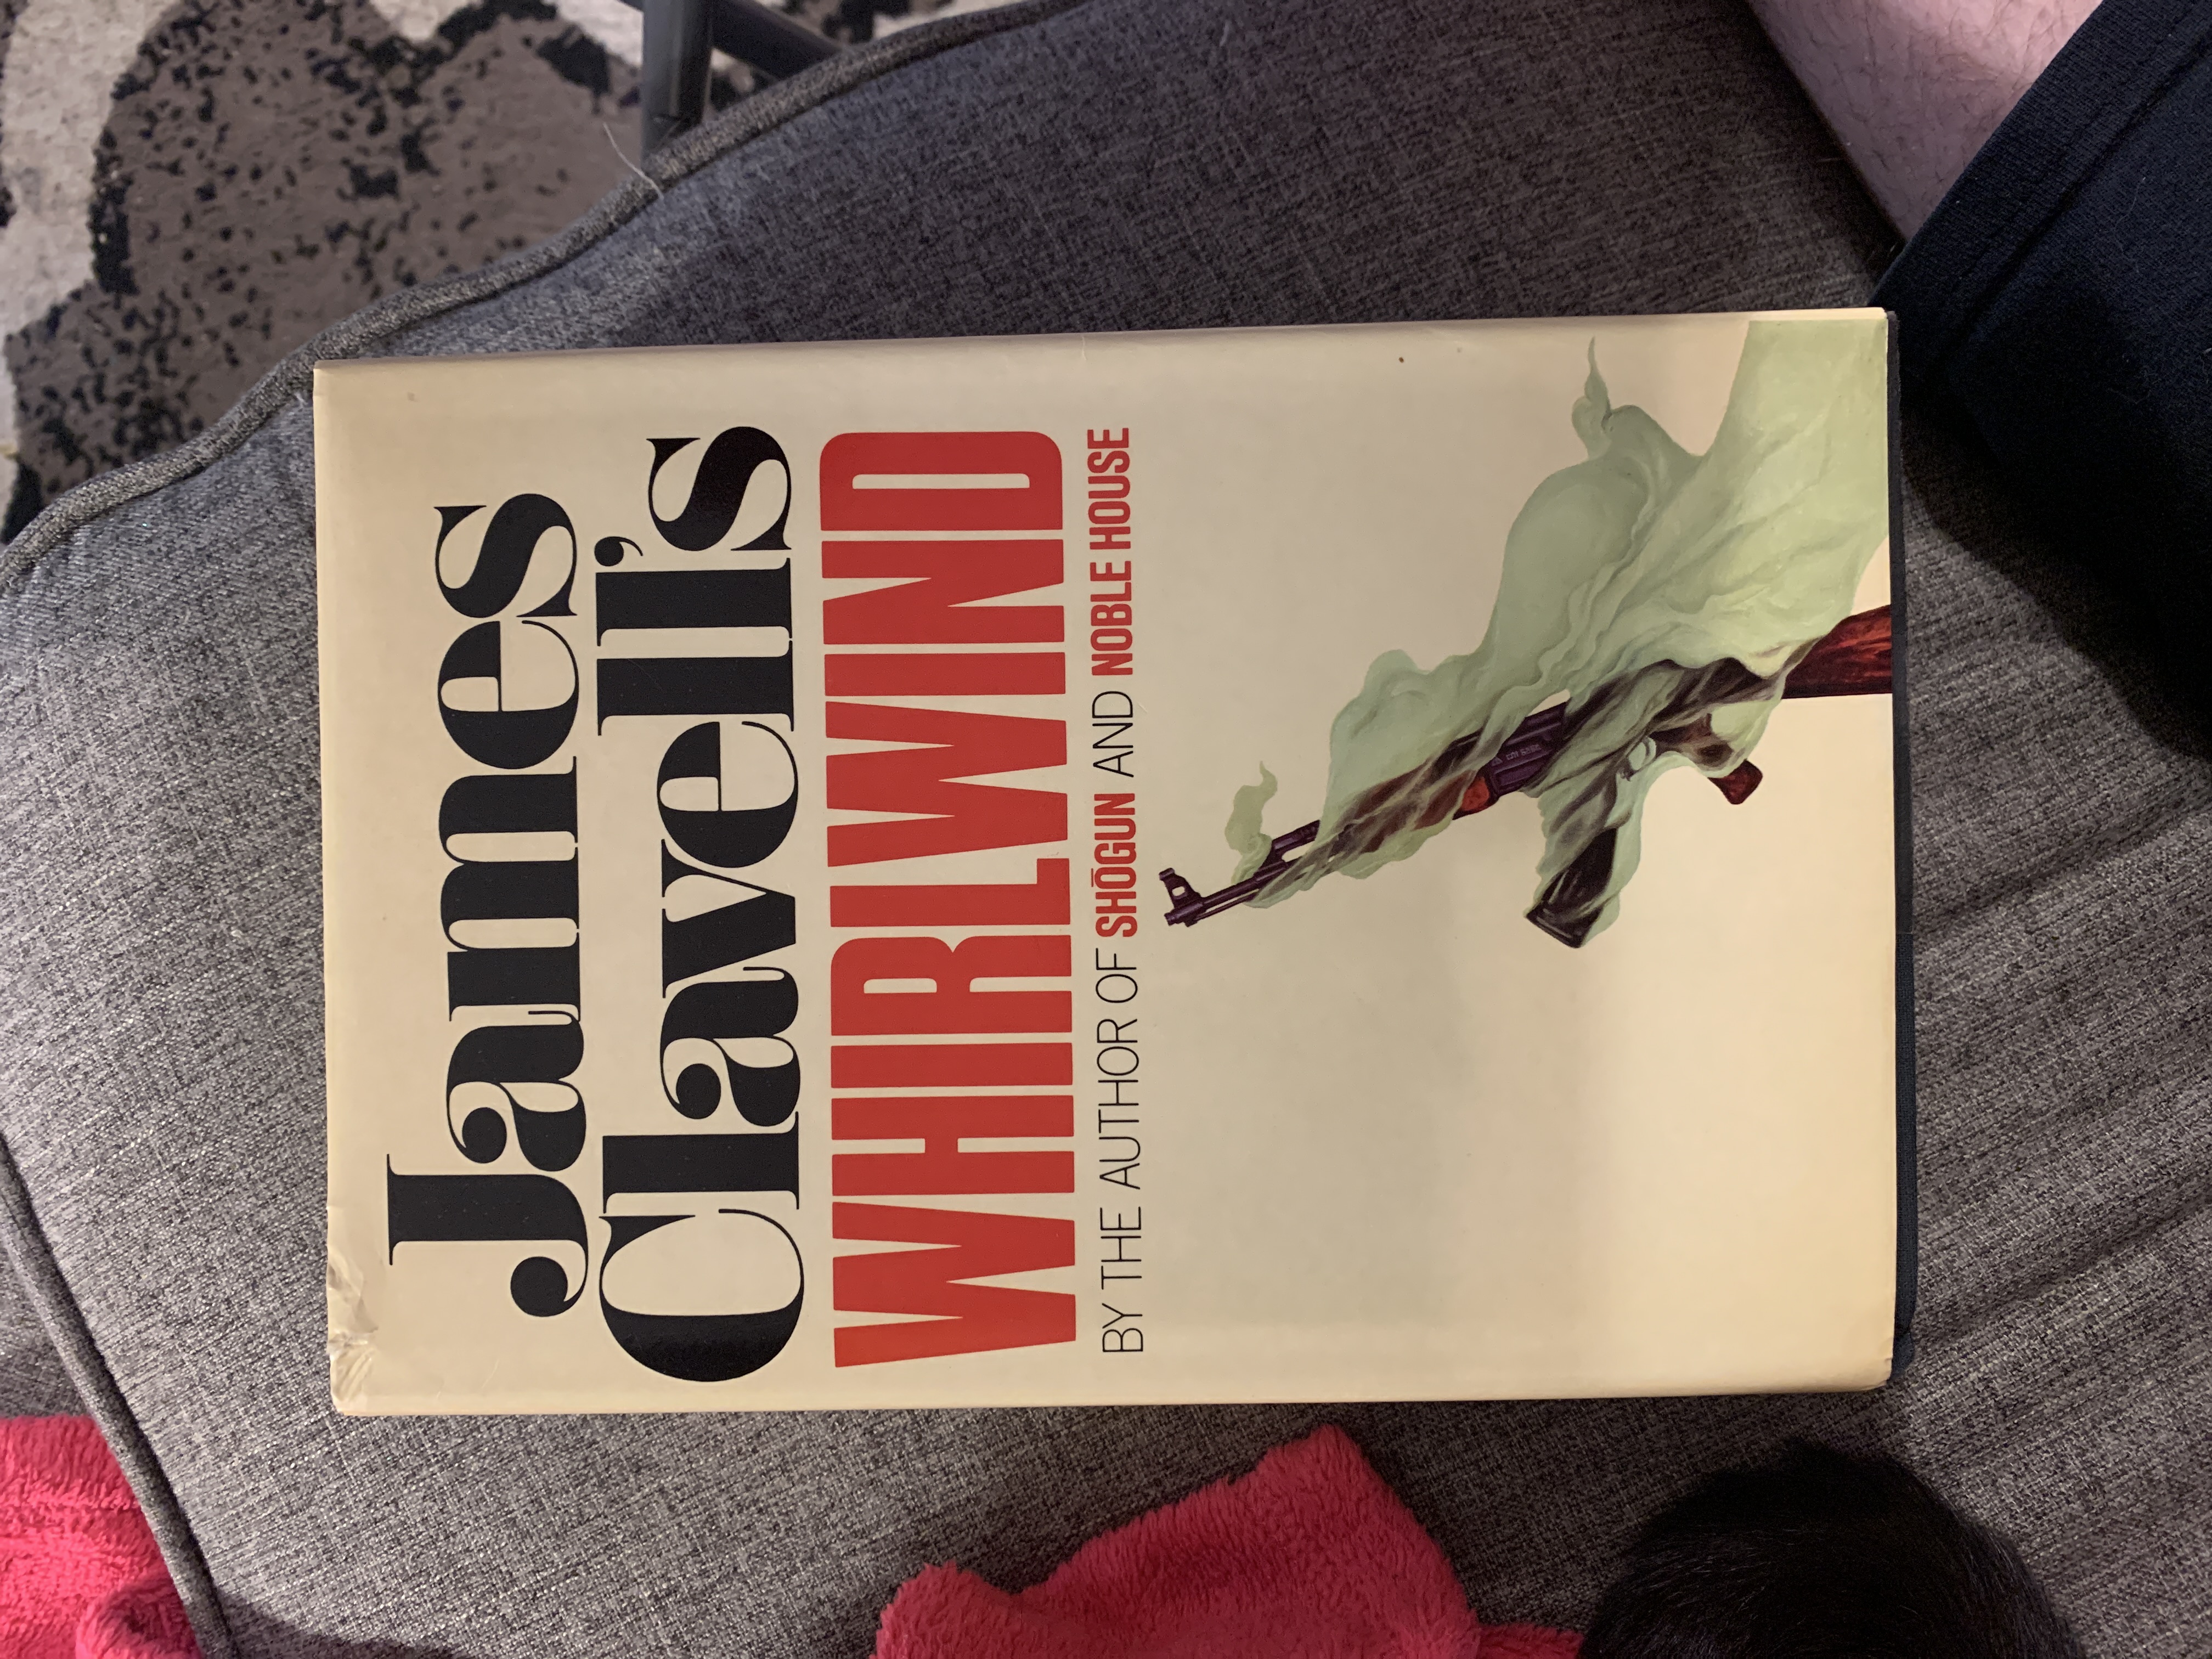 James
Clavell's
WHIRLWIND
BY THE AUTHOR OF SHŌGUN AND NOBLE HOUSE